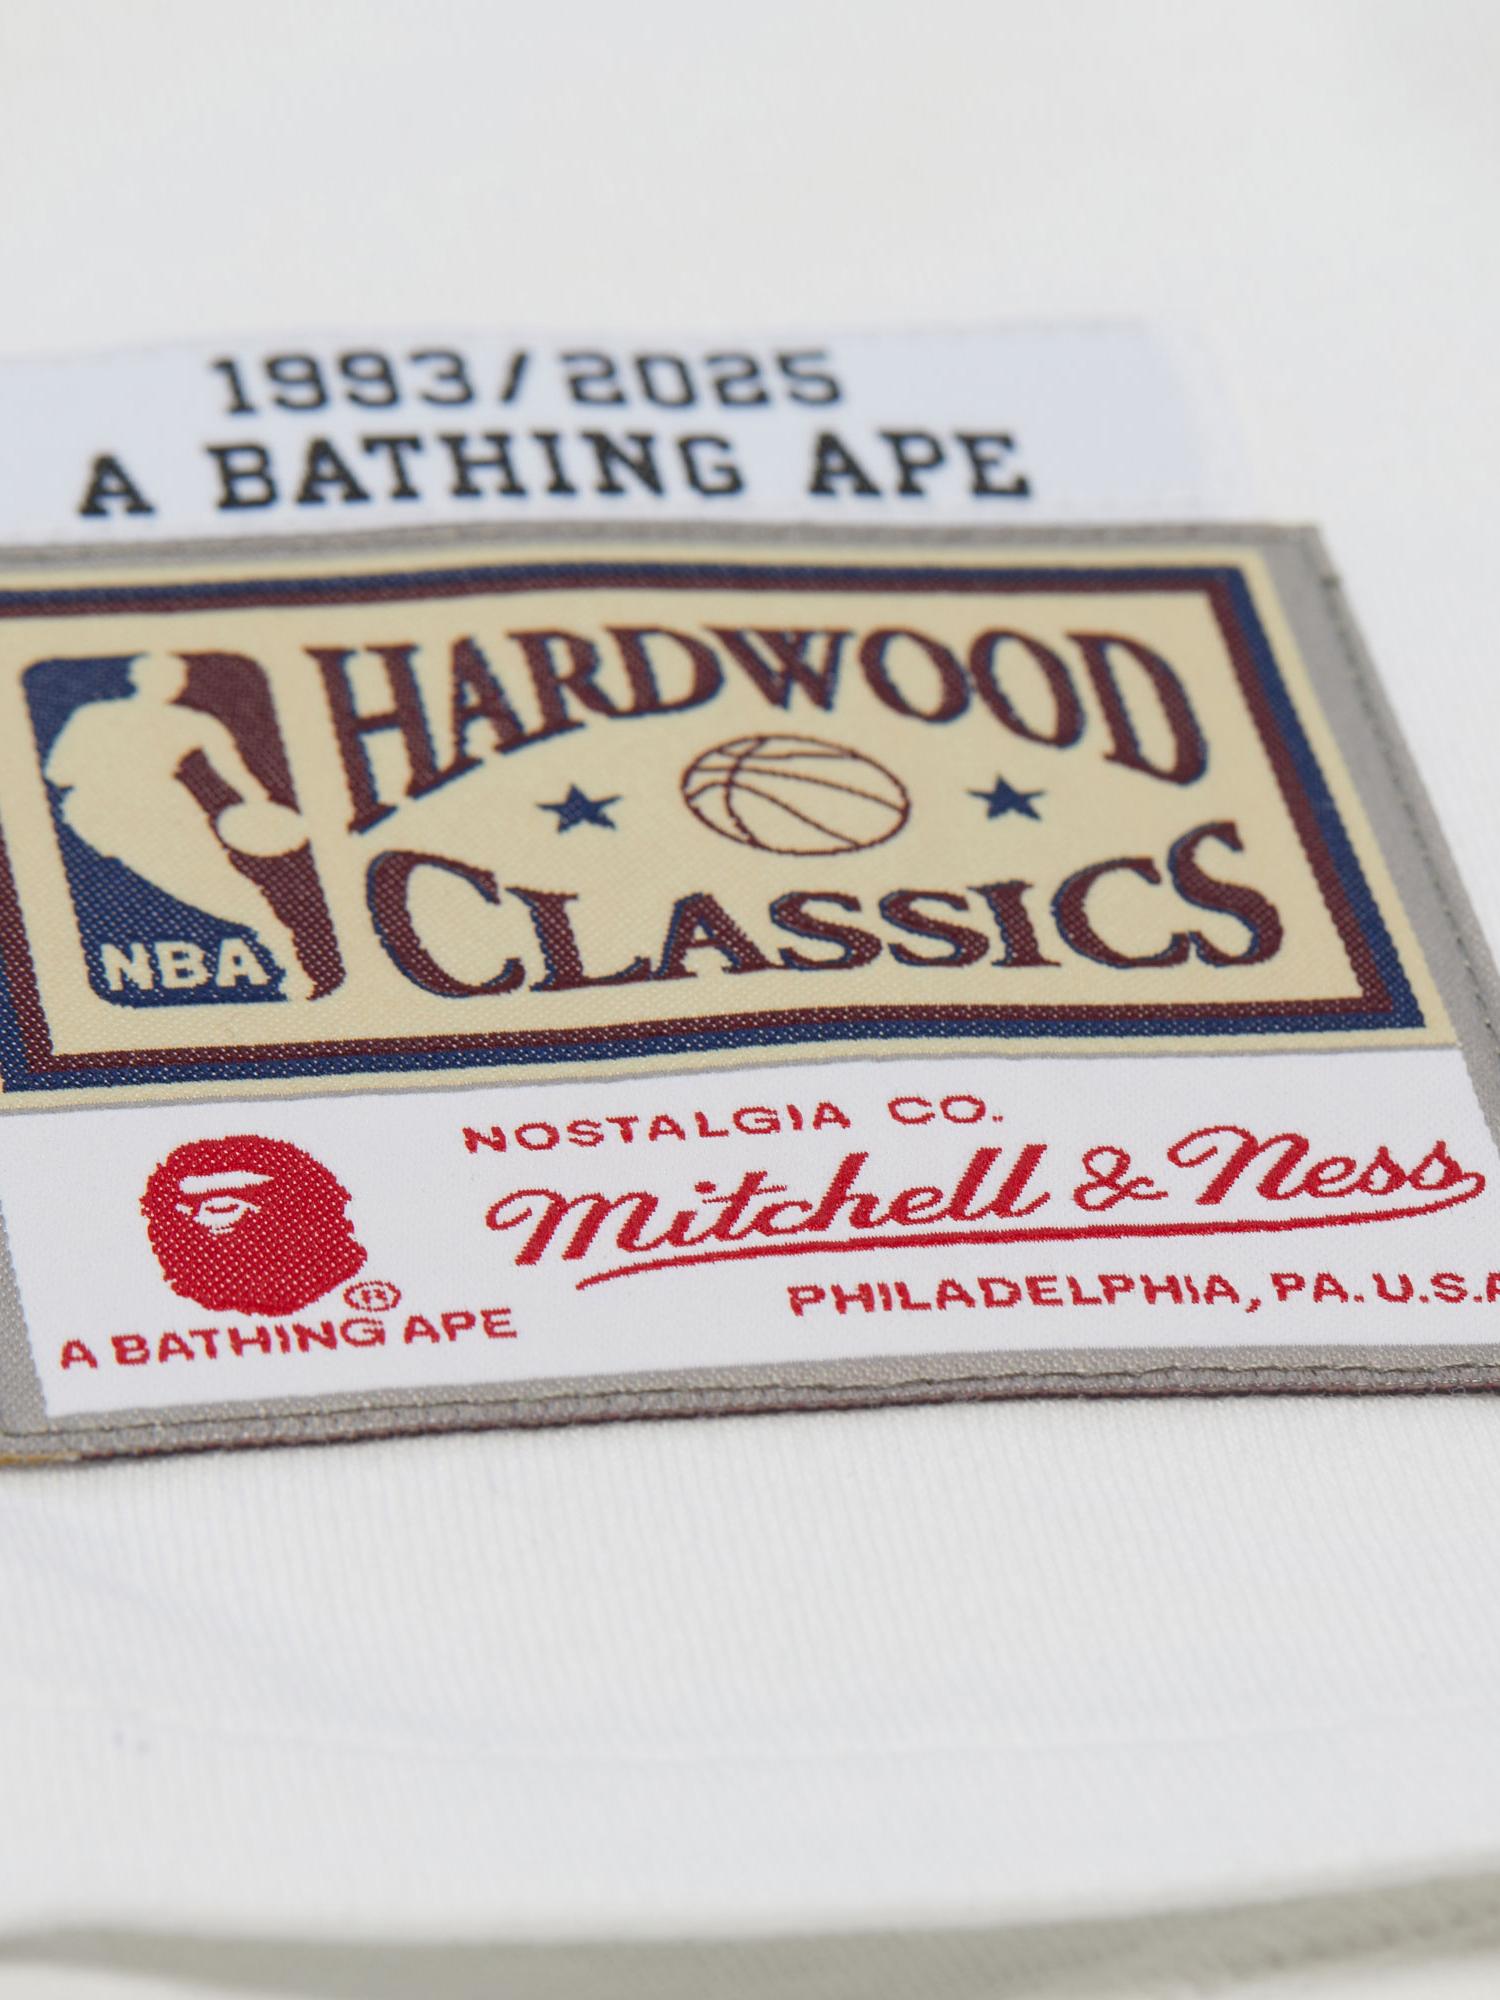 1993/2025
A BATHING APE
HARDWOOD
CLASSICS
NBA
NOSTALGIA CO.
Mitchell & Ness
PHILADELPHIA, PA. U.S.A
®
A BATHING APE